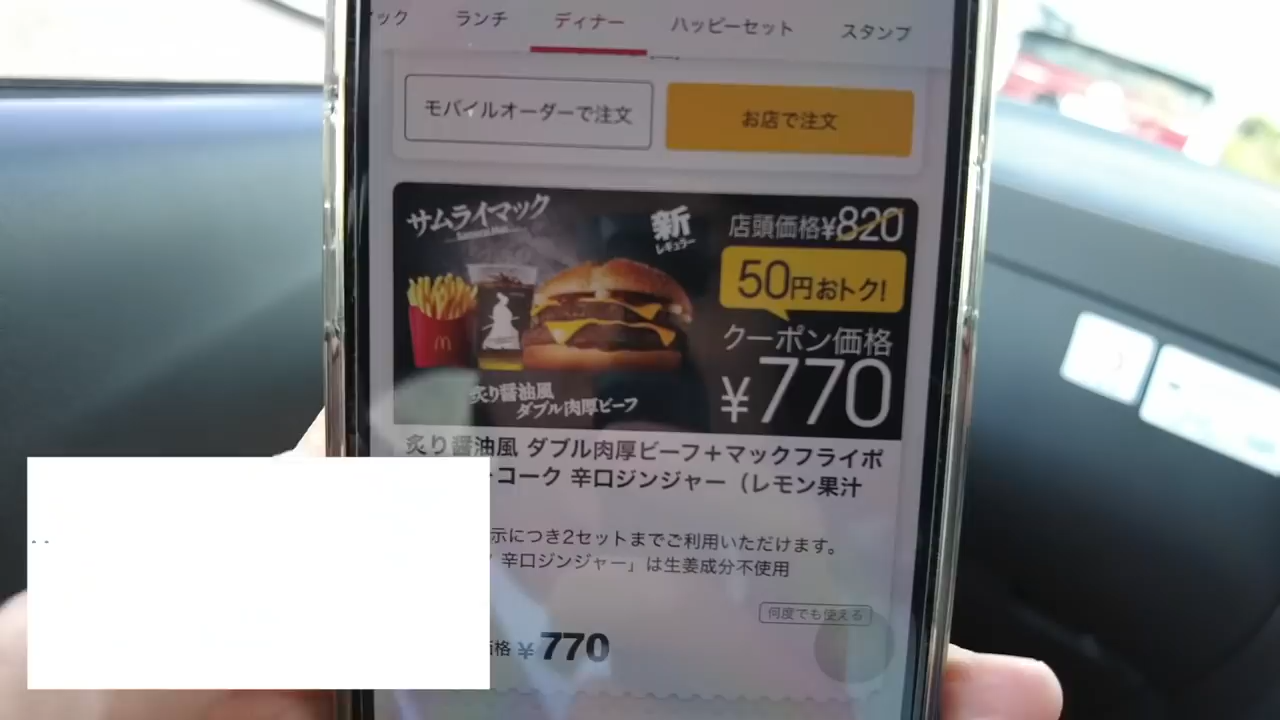 ック ランチ ディナー ハッピーセット スタンプ
モバイルオーダーで注文 お店で注文
サムライマック
新
レギュラー
店頭価格¥820
50円おトク!
クーポン価格
¥770
炙り醤油風
ダブル肉厚ビーフ
炙り醤油風 ダブル肉厚ビーフ＋マックフライポ
コーク 辛口ジンジャー（レモン果汁
示につき2セットまでご利用いただけます。
辛口ジンジャー」は生姜成分不使用
何度でも使える
格 ¥770